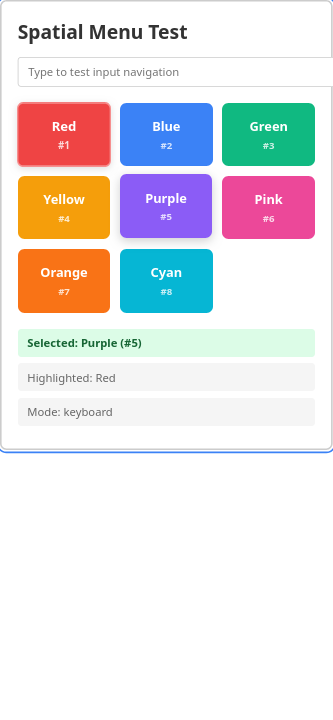 Spatial Menu Test
Type to test input navigation
Red
#1
Blue
#2
Green
#3
Yellow
#4
Purple
#5
Pink
#6
Orange
#7
Cyan
#8
Selected: Purple (#5)
Highlighted: Red
Mode: keyboard